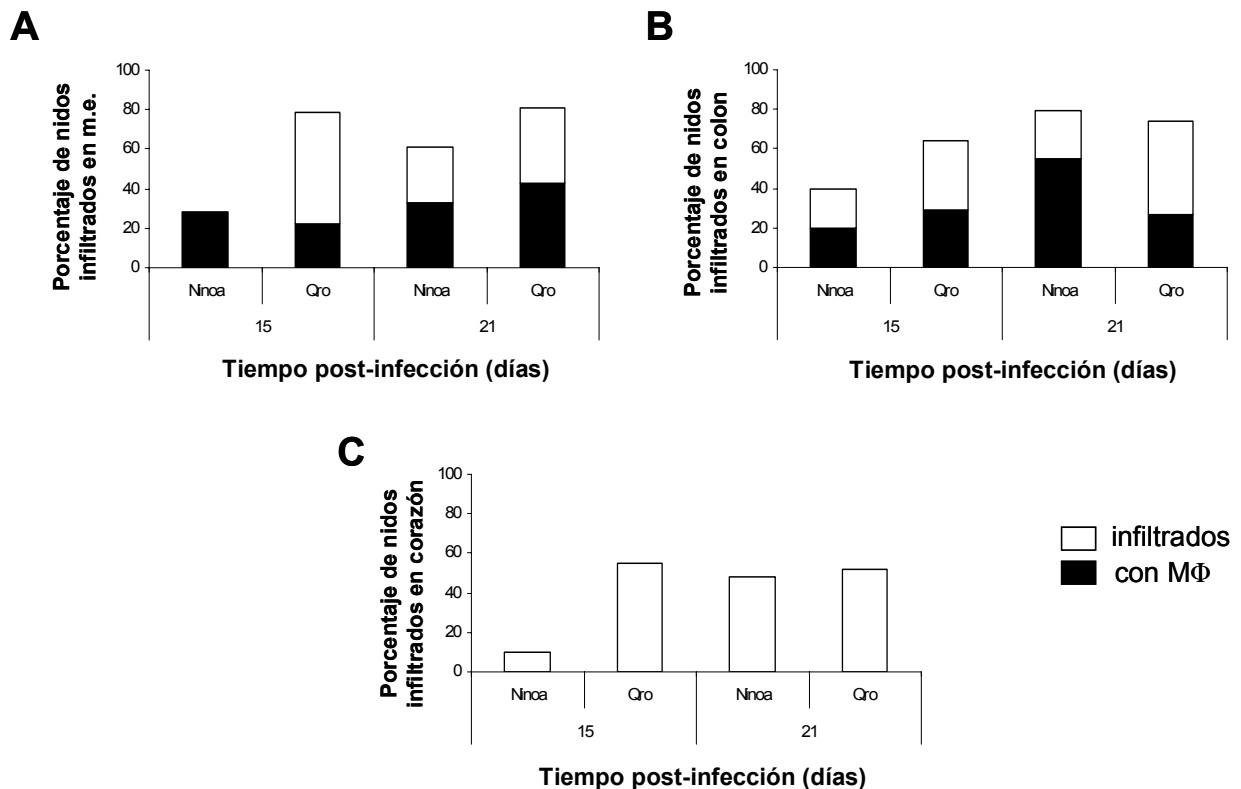 A
Porcentaje de nidos
infiltrados en m.e.
100
80
60
40
20
0
Ninoa
Qro
Ninoa
Qro
15
21
Tiempo post-infección (días)
B
Porcentaje de nidos
infiltrados en colon
100
80
60
40
20
0
Ninoa
Qro
Ninoa
Qro
15
21
Tiempo post-infección (días)
C
Porcentaje de nidos
infiltrados en corazón
100
80
60
40
20
0
Ninoa
Qro
Ninoa
Qro
15
21
Tiempo post-infección (días)
infiltrados
con MΦ